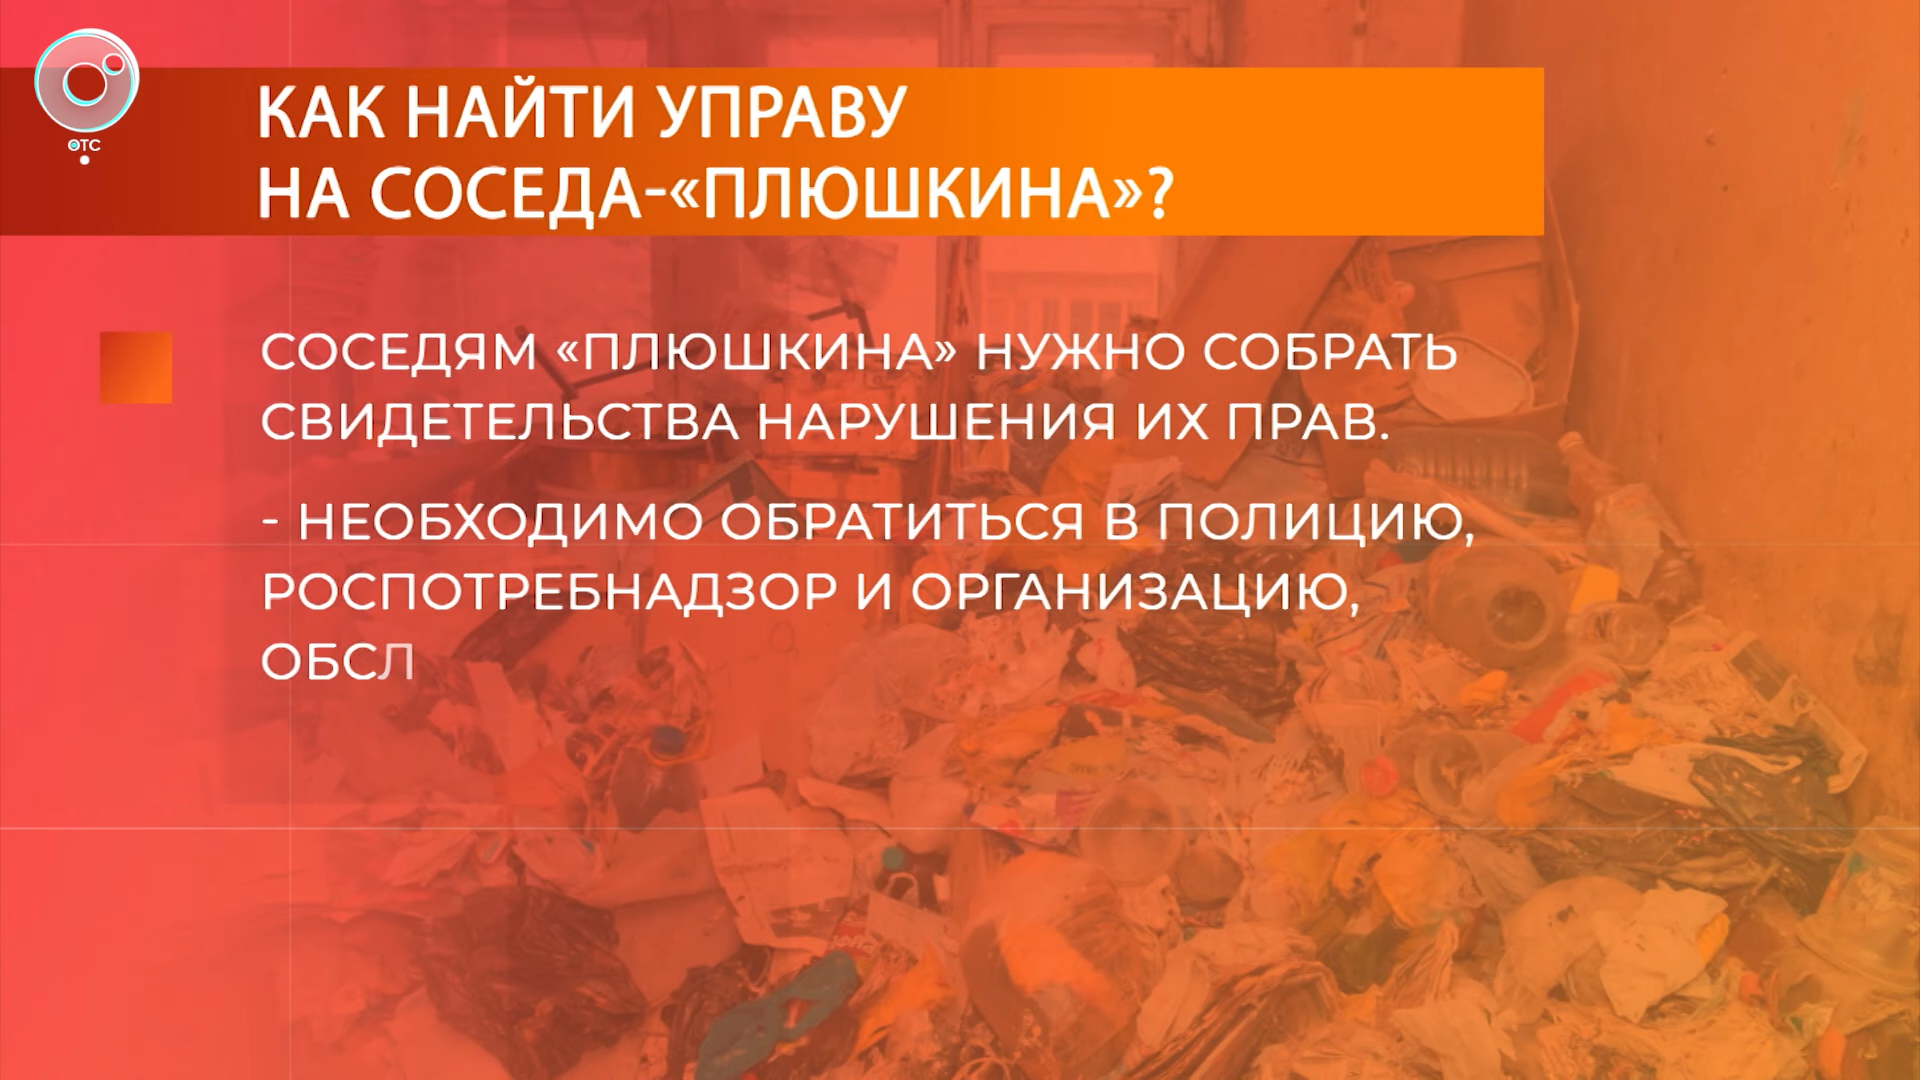 ОТС
КАК НАЙТИ УПРАВУ
НА СОСЕДА-«ПЛЮШКИНА»?
СОСЕДЯМ «ПЛЮШКИНА» НУЖНО СОБРАТЬ
СВИДЕТЕЛЬСТВА НАРУШЕНИЯ ИХ ПРАВ.
- НЕОБХОДИМО ОБРАТИТЬСЯ В ПОЛИЦИЮ,
РОСПОТРЕБНАДЗОР И ОРГАНИЗАЦИЮ,
ОБСЛ